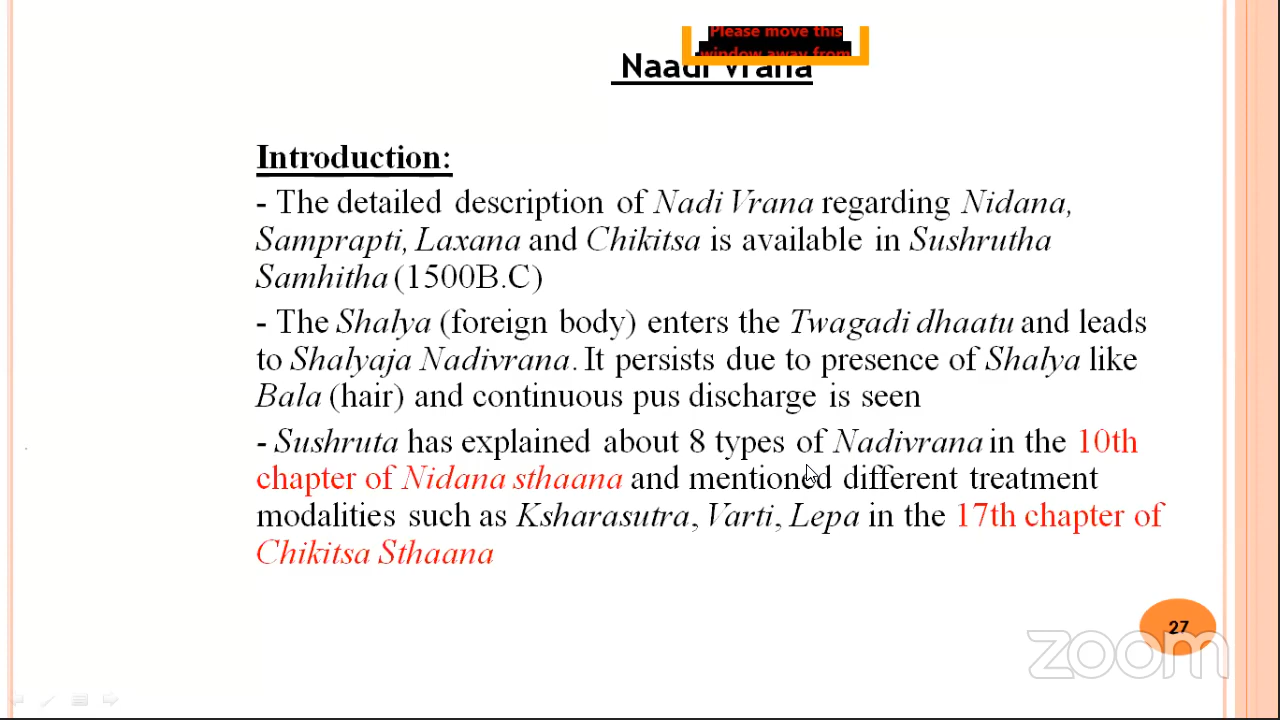 Please move this
window away from
Naadi Vrana
Introduction:
- The detailed description of Nadi Vrana regarding Nidana,
Samprapti, Laxana and Chikitsa is available in Sushrutha
Samhitha (1500B.C)
- The Shalya (foreign body) enters the Twagadi dhaatu and leads
to Shalyaja Nadivrana. It persists due to presence of Shalya like
Bala (hair) and continuous pus discharge is seen
- Sushruta has explained about 8 types of Nadivrana in the 10th
chapter of Nidana sthaana and mentioned different treatment
modalities such as Ksharasutra, Varti, Lepa in the 17th chapter of
Chikitsa Sthaana
27
zoom